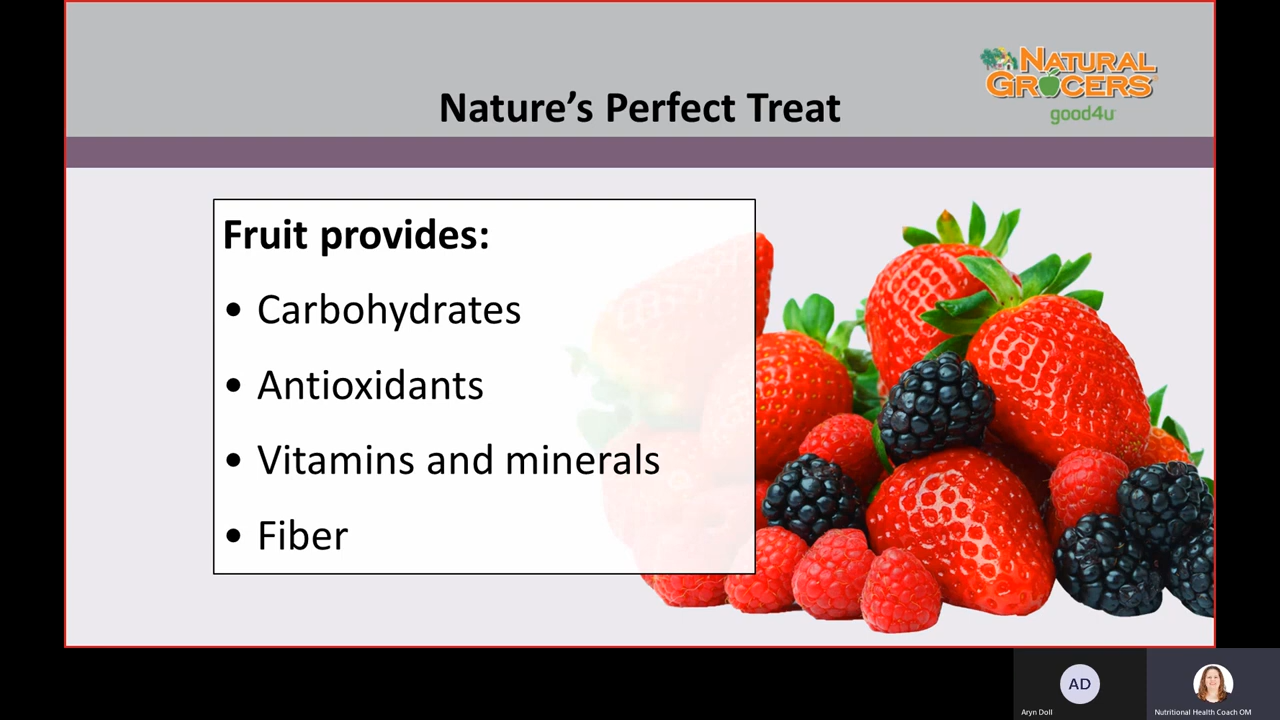 Nature’s Perfect Treat
NATURAL
GROCERS
good4u
Fruit provides:
• Carbohydrates
• Antioxidants
• Vitamins and minerals
• Fiber
AD
Aryn Doll
Nutritional Health Coach OM